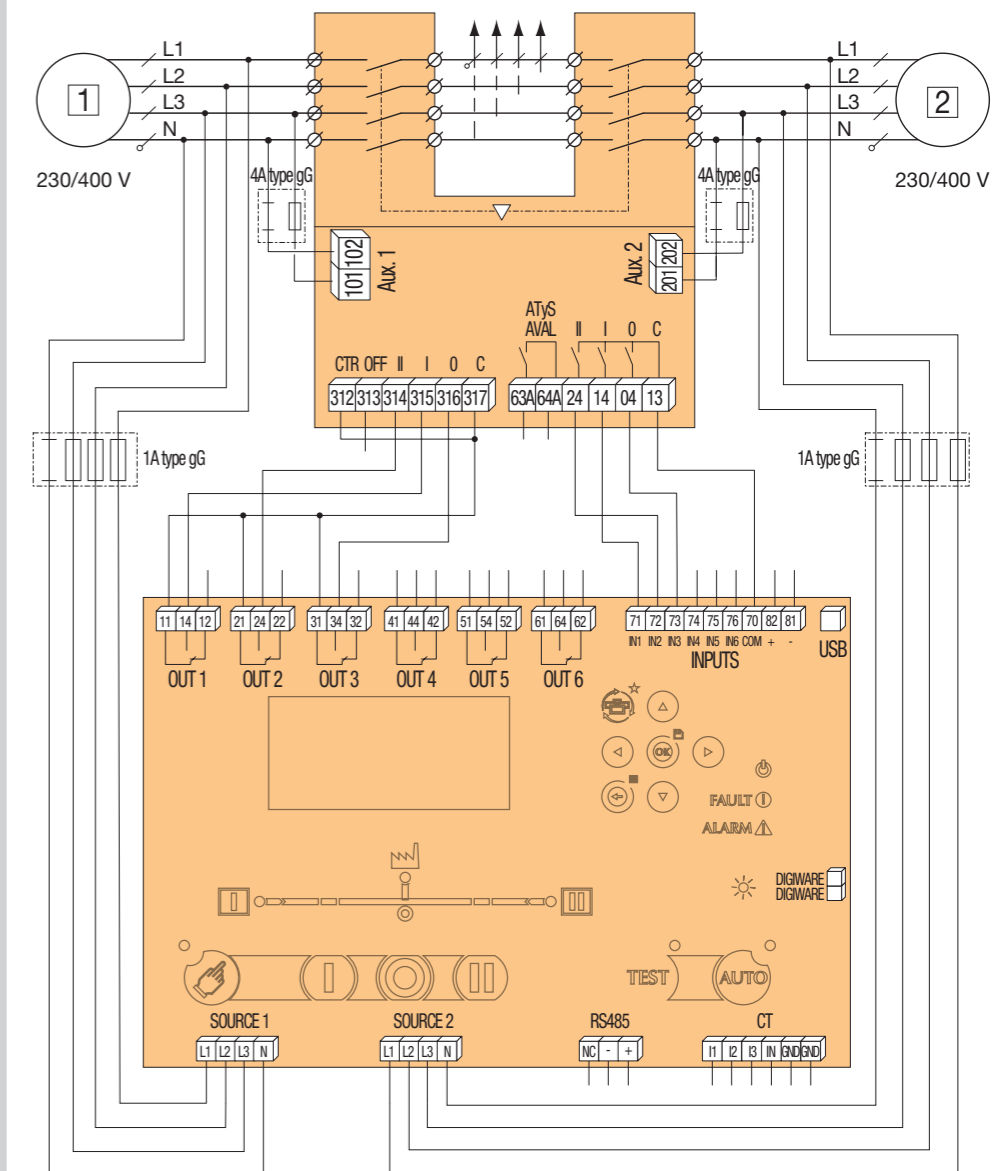 L1 L1
L2 L2
1 L3 L3 2
N N
230/400 V 4A type gG 4A type gG 230/400 V
101 102 Aux. 1
Aux. 2 201 202
ATyS
AVAL II I 0 C
CTR OFF II I 0 C
312 313 314 315 316 317 63A 64A 24 14 04 13
1A type gG 1A type gG
11 14 12 21 24 22 31 34 32 41 44 42 51 54 52 61 64 62 71 72 73 74 75 76 70 82 81
IN1 IN2 IN3 IN4 IN5 IN6 COM + -
OUT 1 OUT 2 OUT 3 OUT 4 OUT 5 OUT 6 INPUTS USB
OK
FAULT
ALARM
DIGIWARE
DIGIWARE
I II
I II TEST AUTO
SOURCE 1 SOURCE 2 RS485 CT
L1 L2 L3 N L1 L2 L3 N NC - + I1 I2 I3 IN GND GND